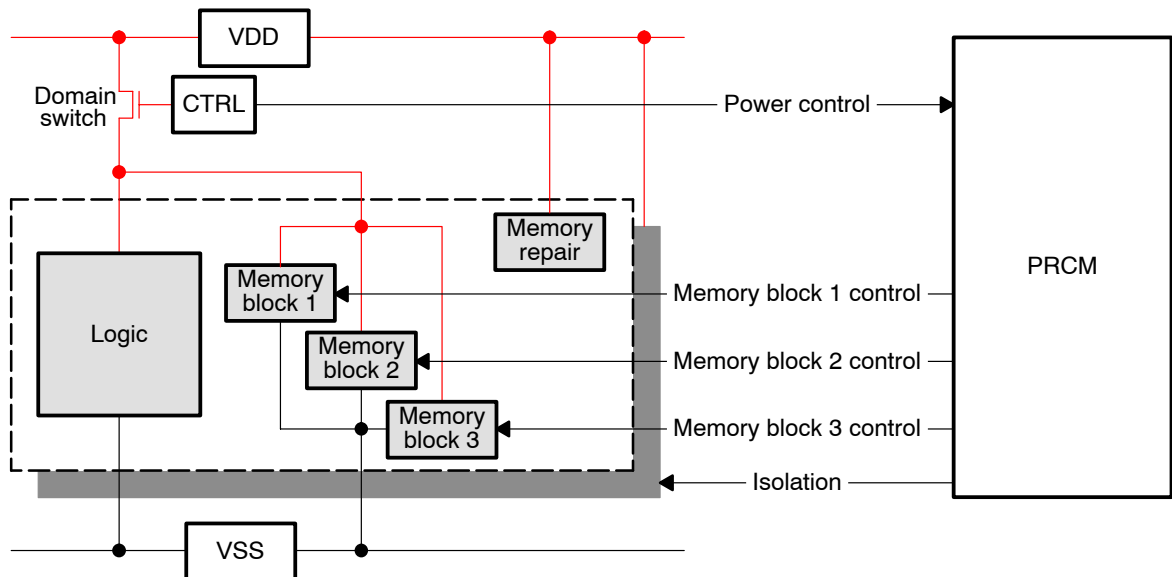 VDD
Domain
switch
CTRL
Power control
Memory
repair
PRCM
Memory
block 1
Memory block 1 control
Logic
Memory
block 2
Memory block 2 control
Memory
block 3
Memory block 3 control
Isolation
VSS